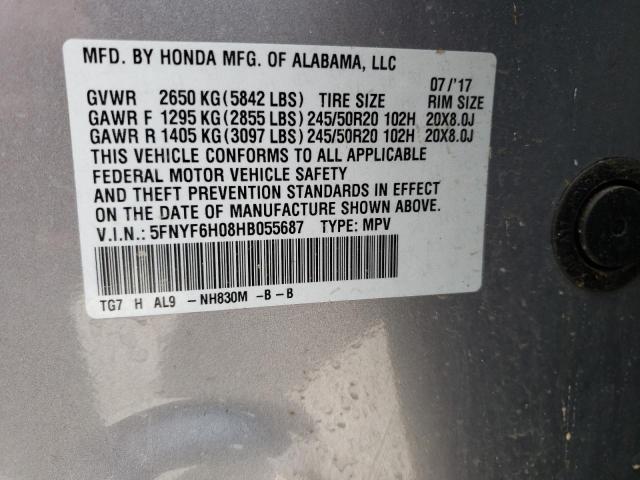 MFD. BY HONDA MFG. OF ALABAMA, LLC
07/'17
GVWR 2650 KG(5842 LBS) TIRE SIZE RIM SIZE
GAWR F 1295 KG(2855 LBS) 245/50R20 102H 20X8.0J
GAWR R 1405 KG(3097 LBS) 245/50R20 102H 20X8.0J
THIS VEHICLE CONFORMS TO ALL APPLICABLE
FEDERAL MOTOR VEHICLE SAFETY
AND THEFT PREVENTION STANDARDS IN EFFECT
ON THE DATE OF MANUFACTURE SHOWN ABOVE.
V.I.N.: 5FNYF6H08HB055687 TYPE: MPV
TG7 H AL9 -NH830M -B-B